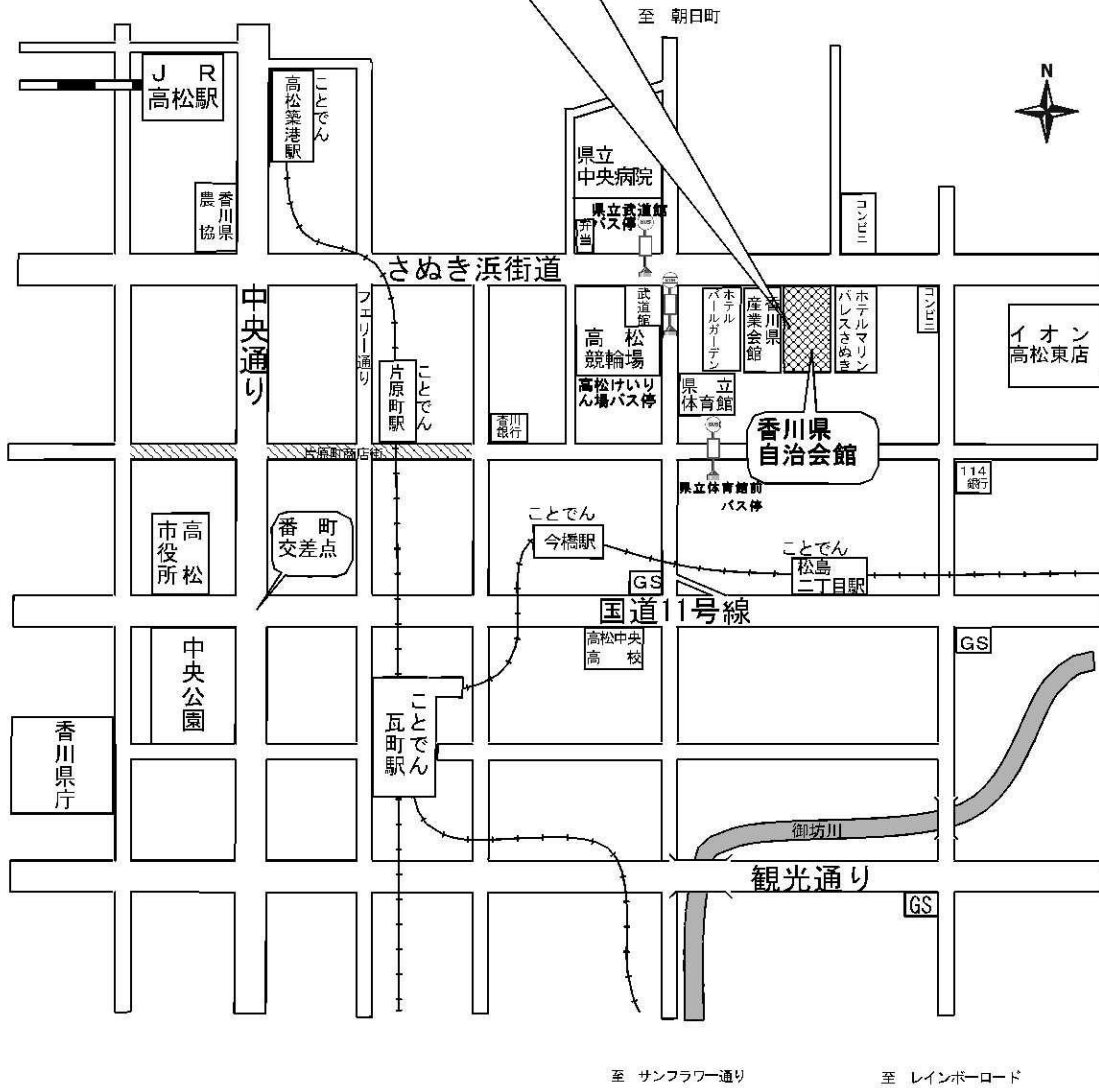 至 朝日町
N
J R
高松駅
ことでん
高松築港駅
県立
中央病院
香川県
農協
県立武道館
バス停
弁当
コンビニ
さぬき浜街道
中央通り
フェリー通り
武道館
高松
競輪場
高松けいり
ん場バス停
ホテル
パールガーデン
香川県
産業会館
ホテルマリン
パレスさぬき
コンビニ
イオン
高松東店
ことでん
片原町駅
県立
体育館
香川
銀行
香川県
自治会館
片原町商店街
114
銀行
県立体育館前
バス停
高松
市役所
番町
交差点
ことでん
今橋駅
ことでん
松島
二丁目駅
GS
国道11号線
高松中央
高校
GS
中央公園
ことでん
瓦町駅
香川県庁
御坊川
観光通り
GS
至 サンフラワー通り
至 レインボーロード